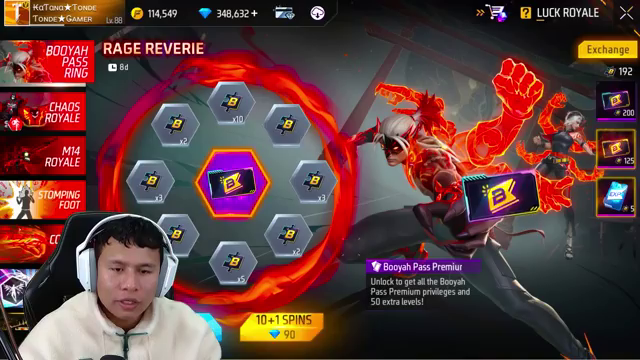 KaTana★Tonde
Tonde★Gamer
Lv.88
114,549
348,632 +
LUCK ROYALE
BOOYAH
PASS
RING
RAGE REVERIE
8d
Exchange
192
CHAOS
ROYALE
x10
x2
200
M14
ROYALE
125
x3
x3
STOMPING
FOOT
5
x2
x5
Booyah Pass Premiur
Unlock to get all the Booyah
Pass Premium privileges and
50 extra levels!
10+1 SPINS
90